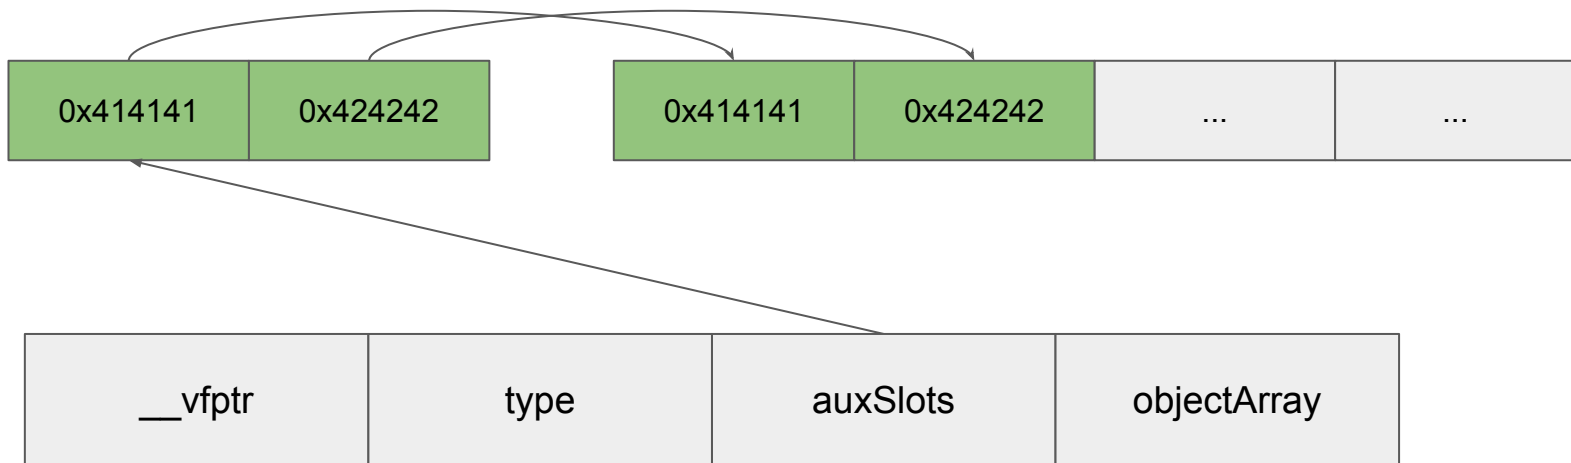 0x414141 0x424242 0x414141 0x424242 ... ...
__vfptr type auxSlots objectArray